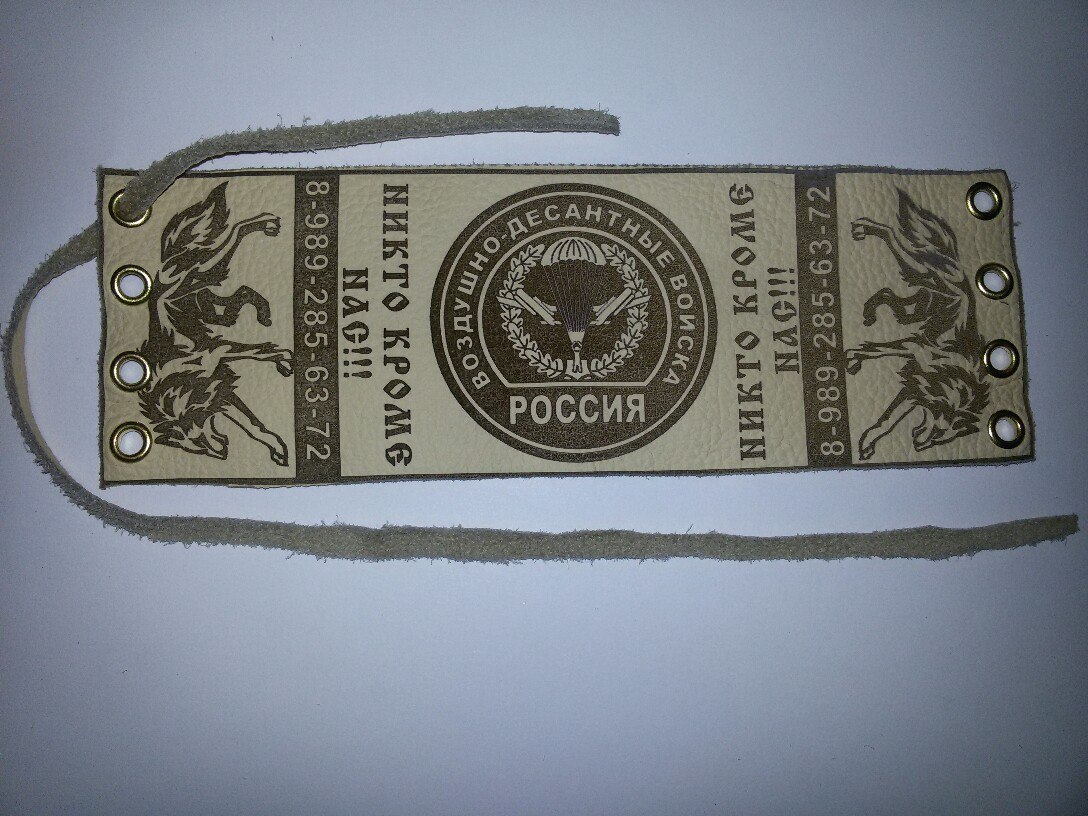 8-989-285-63-72
НИКТО КРОМЕ
НАС!!!
ВОЗДУШНО-ДЕСАНТНЫЕ ВОЙСКА
РОССИЯ
НИКТО КРОМЕ
НАС!!!
8-989-285-63-72